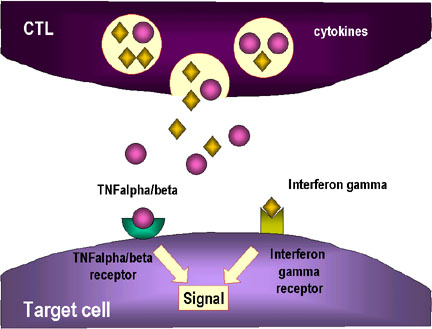 CTL
cytokines
TNFalpha/beta
Interferon gamma
TNFalpha/beta
receptor
Interferon
gamma
receptor
Signal
Target cell